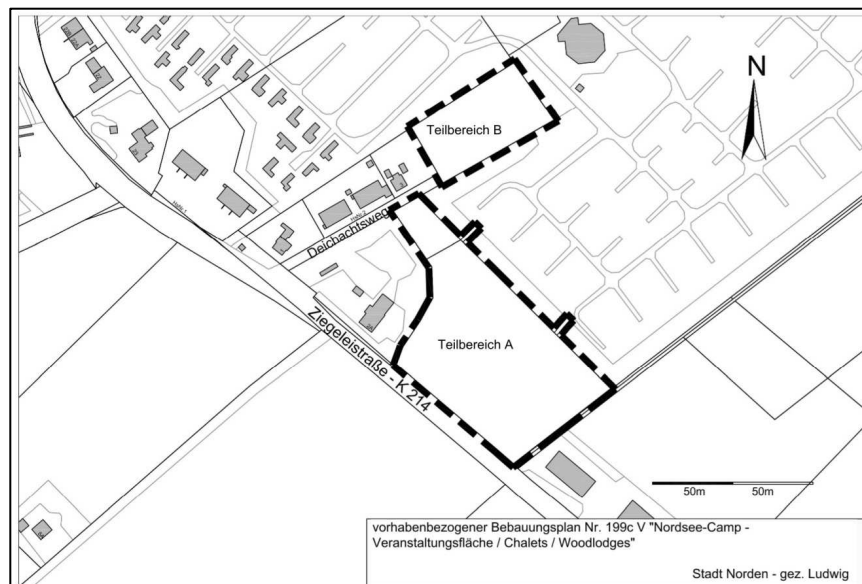 Teilbereich B
N
Deichachtsweg
Teilbereich A
Ziegeleistraße - K 214
50m 50m
vorhabenbezogener Bebauungsplan Nr. 199c V "Nordsee-Camp -
Veranstaltungsfläche / Chalets / Woodlodges"
Stadt Norden - gez. Ludwig